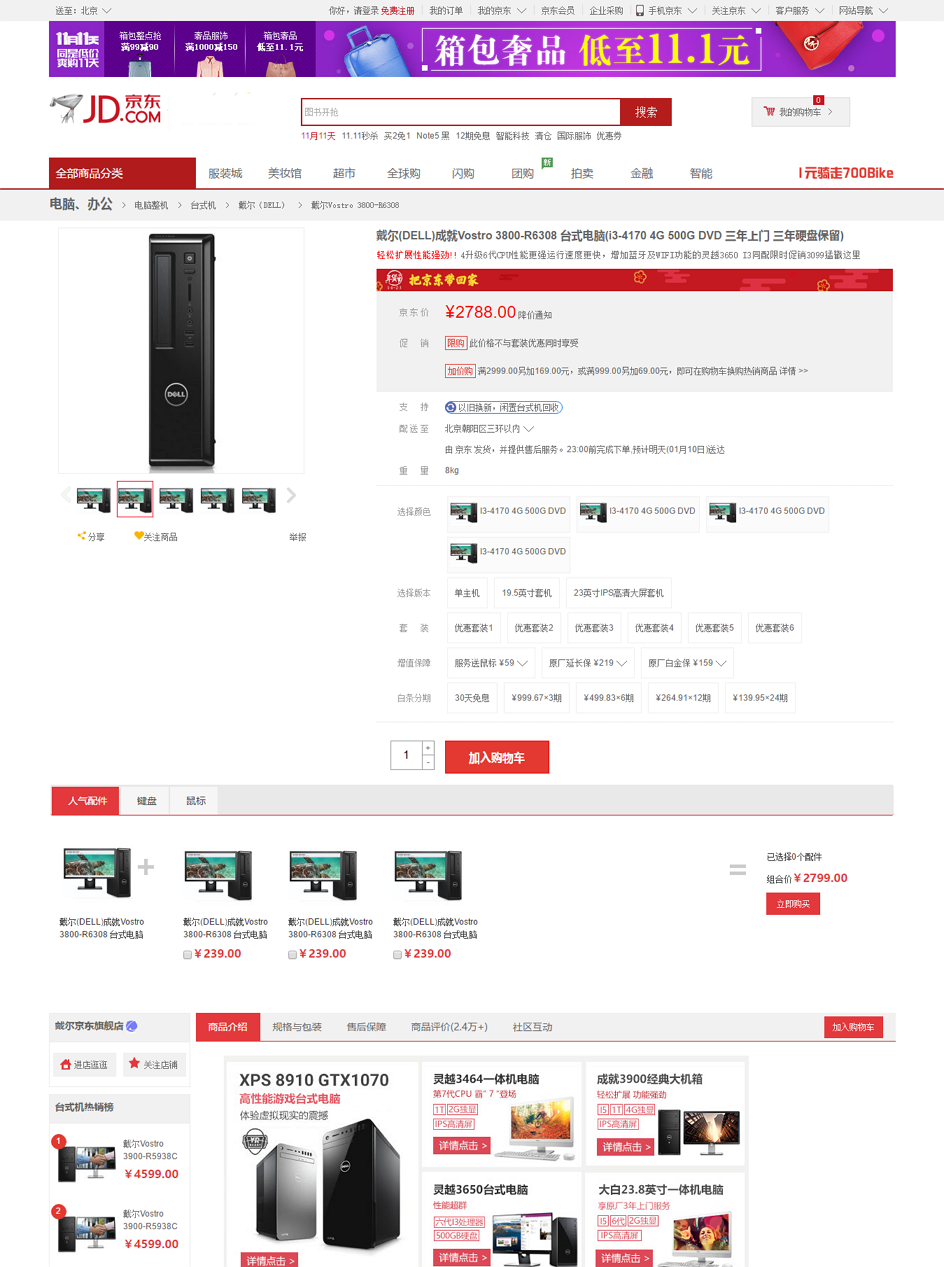 送至：北京
你好，请登录 免费注册
我的订单
我的京东
京东会员
企业采购
手机京东
关注京东
客户服务
网站导航
11月11天
同是低价
爽购11天
箱包整点抢
满99减90
奢品服饰
满1000减150
箱包奢品
低至11.1元
箱包奢品 低至11.1元
JD.京东
.COM
图书开抢
搜索
我的购物车
0
11月11天 11.11秒杀 买2免1 Note5 黑 12期免息 智能科技 清仓 国际服饰 优惠券
全部商品分类
服装城
美妆馆
超市
全球购
闪购
团购
新
拍卖
金融
智能
1元骑走700Bike
电脑、办公 > 电脑整机 > 台式机 > 戴尔（DELL） > 戴尔Vostro 3800-R6308
戴尔(DELL)成就Vostro 3800-R6308 台式电脑(i3-4170 4G 500G DVD 三年上门 三年硬盘保留)
轻松扩展性能强劲!! 4升级6代CPU性能更强运行速度更快，增加蓝牙及WIFI功能的灵越3650 I3同配限时促销3099猛戳这里
把京东带回家
京东价 ¥2788.00 降价通知
促 销 限购 此价格不与套装优惠同时享受
加价购 满2999.00另加169.00元，或满999.00另加69.00元，即可在购物车换购热销商品 详情 >>
支 持 以旧换新，闲置台式机回收
配送至 北京朝阳区三环以内
由 京东 发货，并提供售后服务。23:00前完成下单,预计明天(01月10日)送达
重 量 8kg
分享
关注商品
举报
选择颜色 I3-4170 4G 500G DVD I3-4170 4G 500G DVD I3-4170 4G 500G DVD
I3-4170 4G 500G DVD
选择版本 单主机 19.5英寸套机 23英寸IPS高清大屏套机
套 装 优惠套装1 优惠套装2 优惠套装3 优惠套装4 优惠套装5 优惠套装6
增值保障 服务送鼠标 ¥59 原厂延长保 ¥219 原厂白金保 ¥159
白条分期 30天免息 ¥999.67×3期 ¥499.83×6期 ¥264.91×12期 ¥139.95×24期
1
+
-
加入购物车
人气配件
键盘
鼠标
戴尔(DELL)成就Vostro
3800-R6308 台式电脑
戴尔(DELL)成就Vostro
3800-R6308 台式电脑
¥239.00
戴尔(DELL)成就Vostro
3800-R6308 台式电脑
¥239.00
戴尔(DELL)成就Vostro
3800-R6308 台式电脑
¥239.00
已选择0个配件
组合价 ¥2799.00
立即购买
戴尔京东旗舰店
进店逛逛
关注店铺
台式机热销榜
1
戴尔Vostro
3900-R5938C
¥4599.00
2
戴尔Vostro
3900-R5938C
¥4599.00
商品介绍
规格与包装
售后保障
商品评价(2.4万+)
社区互动
加入购物车
XPS 8910 GTX1070
高性能游戏台式电脑
体验虚拟现实的震撼
详情点击 >
灵越3464一体机电脑
第7代CPU 霸" 7 "登场
1T 2G独显
IPS高清屏
详情点击 >
成就3900经典大机箱
轻松扩展 功能强劲
I5 1T 4G独显
IPS高清屏
详情点击 >
灵越3650台式电脑
性能超群
六代I3处理器
500GB硬盘
详情点击 >
大白23.8英寸一体机电脑
享原厂3年上门服务
I5 6代 2G独显
IPS高清屏
详情点击 >